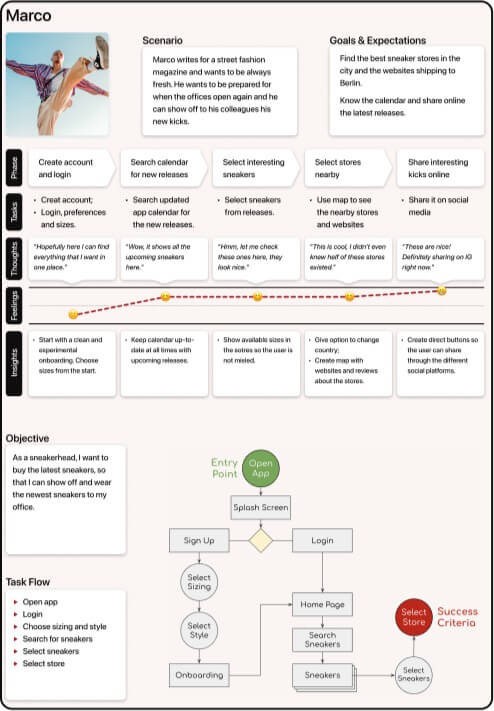 Marco
Scenario
Marco writes for a street fashion
magazine and wants to be always
fresh. He wants to be prepared for
when the offices open again and he
can show off to his colleagues his
new kicks.
Goals & Expectations
Find the best sneaker stores in the
city and the websites shipping to
Berlin.
Know the calendar and share online
the latest releases.
Phase
Create account
and login
Search calendar
for new releases
Select interesting
sneakers
Select stores
nearby
Share interesting
kicks online
Tasks
• Creat account;
• Login, preferences
and sizes.
• Search updated
app calendar for
the new releases.
• Select sneakers
from releases.
• Use map to see
the nearby stores
and websites
• Share it on social
media
Thoughts
"Hopefully here I can find
everything that I want in
one place."
"Wow, it shows all the
upcoming sneakers
here."
"Hmm, let me check
these ones here, they
look nice."
"This is cool, I didn't even
knew half of these stores
existed."
"These are nice!
Definitely sharing on IG
right now."
Feelings
Insights
• Start with a clean and
experimental
onboarding. Choose
sizes from the start.
• Keep calendar up-to-
date at all times with
upcoming releases.
• Show available sizes in
the sotres so the user is
not misled.
• Give option to change
country;
• Create map with
websites and reviews
about the stores.
• Create direct buttons so
the user can share
through the different
social platforms.
Objective
As a sneakerhead, I want to
buy the latest sneakers, so
that I can show off and wear
the newest sneakers to my
office.
Task Flow
Open app
Login
Choose sizing and style
Search for sneakers
Select sneakers
Select store
Entry
Point
Open
App
Splash Screen
Sign Up
Login
Select
Sizing
Select
Style
Onboarding
Home Page
Search
Sneakers
Sneakers
Select
Sneakers
Select
Store
Success
Criteria